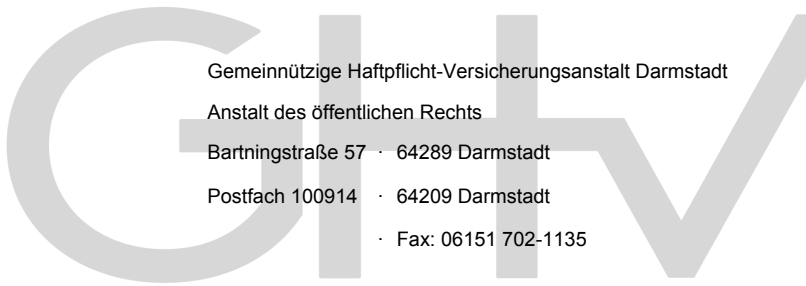 GHV
Gemeinnützige Haftpflicht-Versicherungsanstalt Darmstadt
Anstalt des öffentlichen Rechts
Bartningstraße 57 · 64289 Darmstadt
Postfach 100914 · 64209 Darmstadt
· Fax: 06151 702-1135